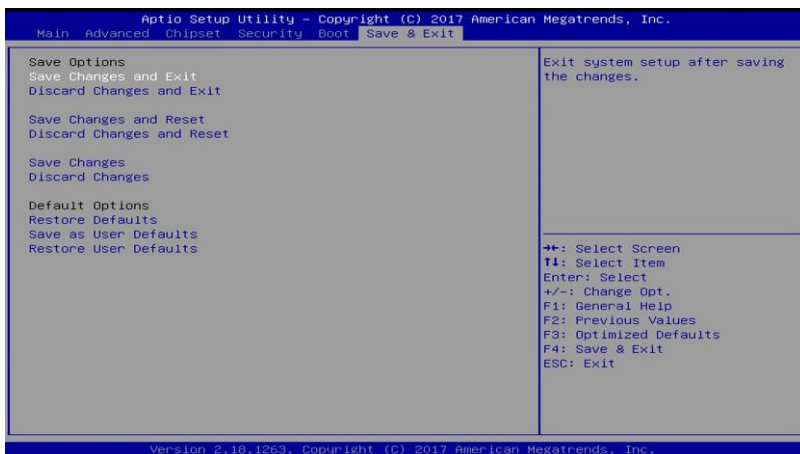 Aptio Setup Utility – Copyright (C) 2017 American Megatrends, Inc.
Main Advanced Chipset Security Boot Save & Exit
Save Options
Save Changes and Exit
Discard Changes and Exit
Save Changes and Reset
Discard Changes and Reset
Save Changes
Discard Changes
Default Options
Restore Defaults
Save as User Defaults
Restore User Defaults
Exit system setup after saving
the changes.
→←: Select Screen
↑↓: Select Item
Enter: Select
+/-: Change Opt.
F1: General Help
F2: Previous Values
F3: Optimized Defaults
F4: Save & Exit
ESC: Exit
Version 2.18.1263. Copyright (C) 2017 American Megatrends, Inc.